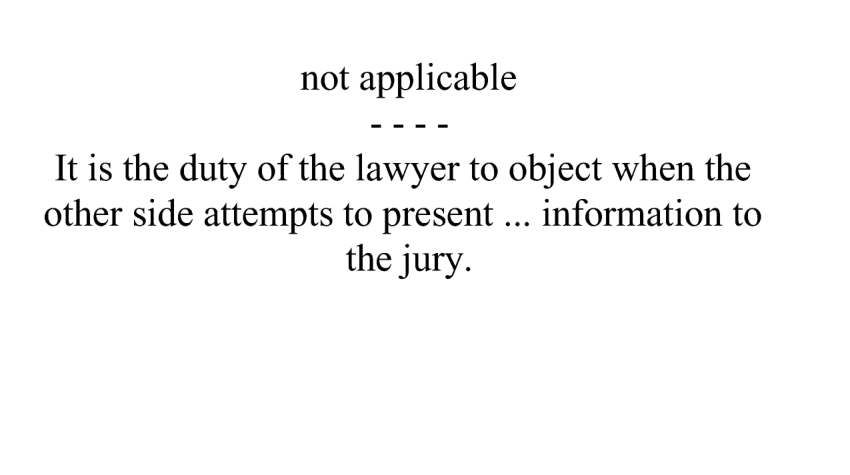 not applicable
- - - -
It is the duty of the lawyer to object when the
other side attempts to present ... information to
the jury.